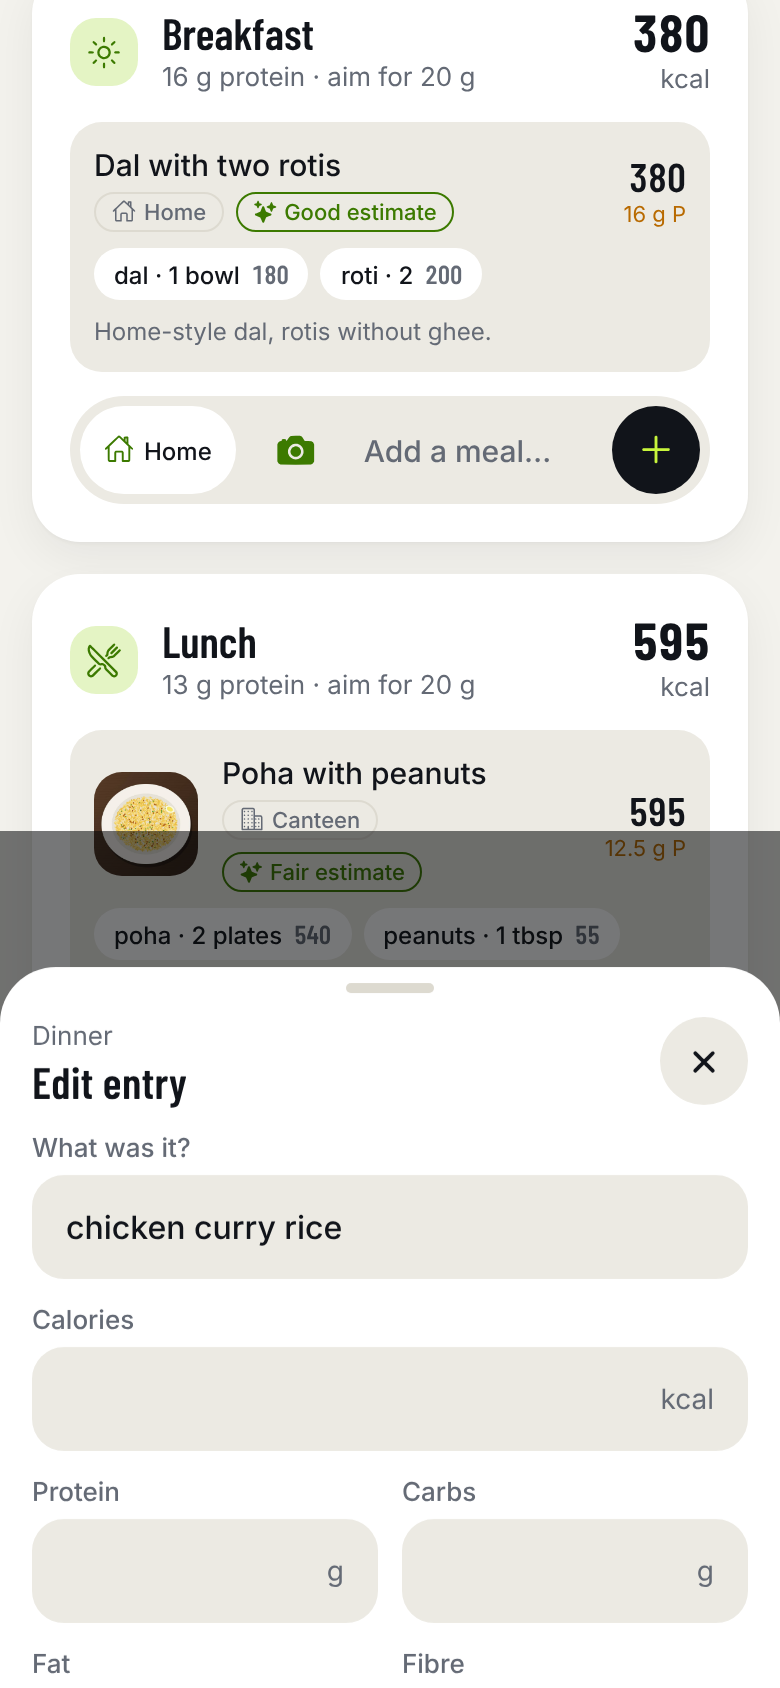 Breakfast
380
16 g protein · aim for 20 g
kcal
Dal with two rotis
380
Home
Good estimate
16 g P
dal · 1 bowl 180
roti · 2 200
Home-style dal, rotis without ghee.
Home
Add a meal...
Lunch
595
13 g protein · aim for 20 g
kcal
Poha with peanuts
595
Canteen
12.5 g P
Fair estimate
poha · 2 plates 540
peanuts · 1 tbsp 55
Dinner
Edit entry
What was it?
chicken curry rice
Calories
kcal
Protein
Carbs
g
g
Fat
Fibre